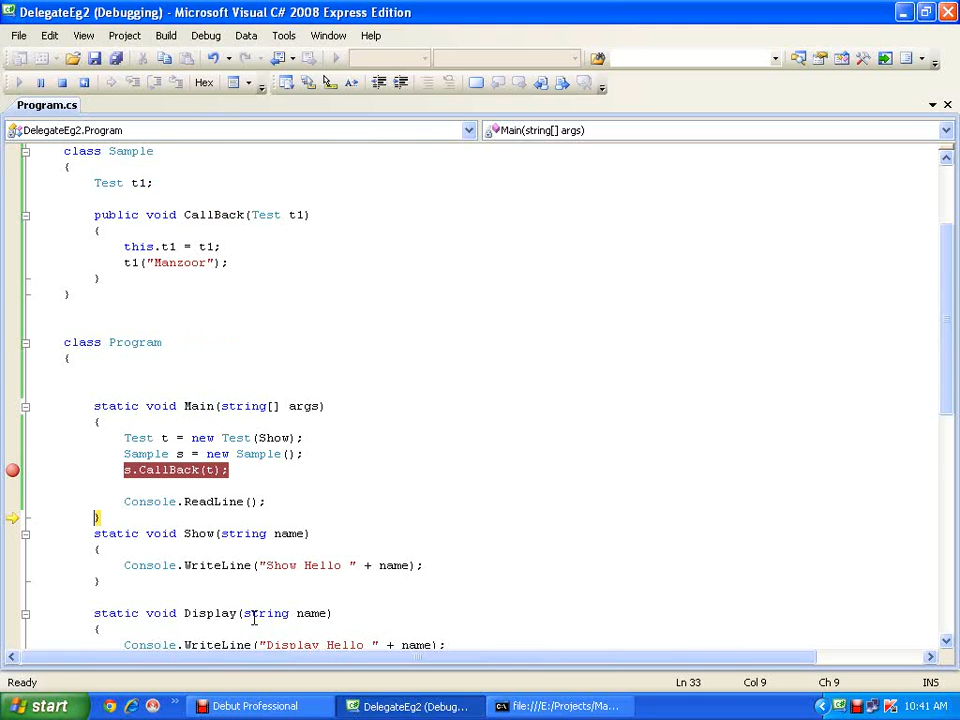 DelegateEg2 (Debugging) - Microsoft Visual C# 2008 Express Edition
File Edit View Project Build Debug Data Tools Window Help
Hex
Program.cs
DelegateEg2.Program Main(string[] args)
class Sample
{
Test t1;
public void CallBack(Test t1)
{
this.t1 = t1;
t1("Manzoor");
}
}
class Program
{
static void Main(string[] args)
{
Test t = new Test(Show);
Sample s = new Sample();
s.CallBack(t);
Console.ReadLine();
}
static void Show(string name)
{
Console.WriteLine("Show Hello " + name);
}
static void Display(string name)
{
Console.WriteLine("Display Hello " + name);
Ready Ln 33 Col 9 Ch 9 INS
start Debut Professional DelegateEg2 (Debug... file:///E:/Projects/Ma... 10:41 AM